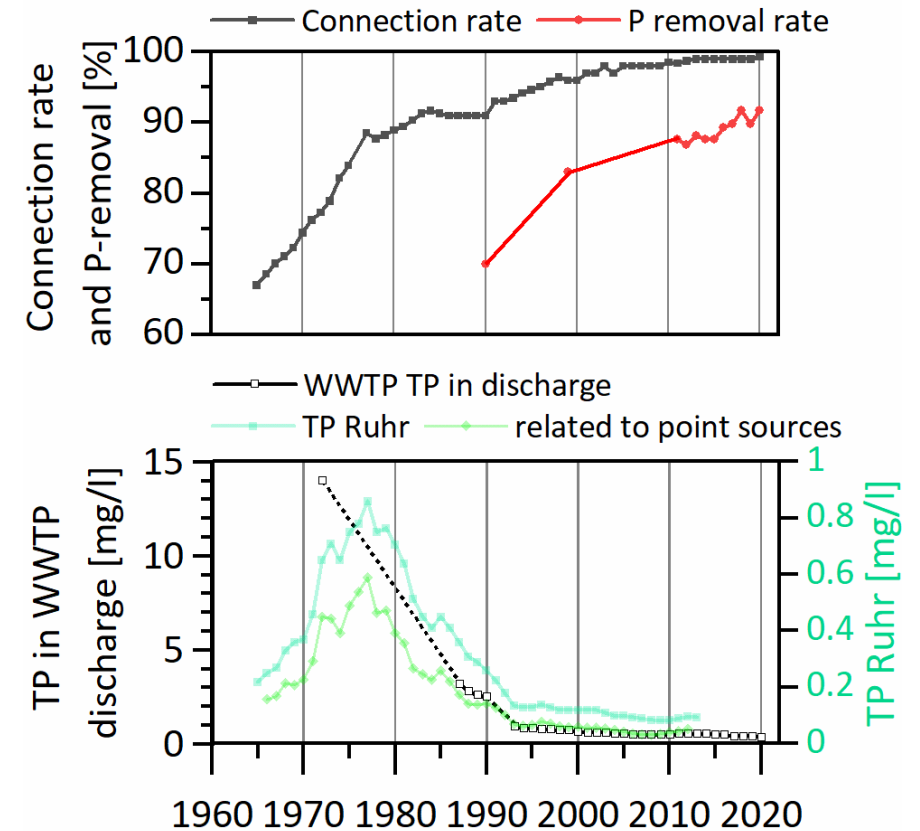 Connection rate P removal rate
Connection rate
and P-removal [%]
100
90
80
70
60
WWTP TP in discharge
TP Ruhr related to point sources
TP in WWTP
discharge [mg/l]
15
10
5
0
1
0.8
0.6
0.4
0.2
0
TP Ruhr [mg/l]
1960 1970 1980 1990 2000 2010 2020